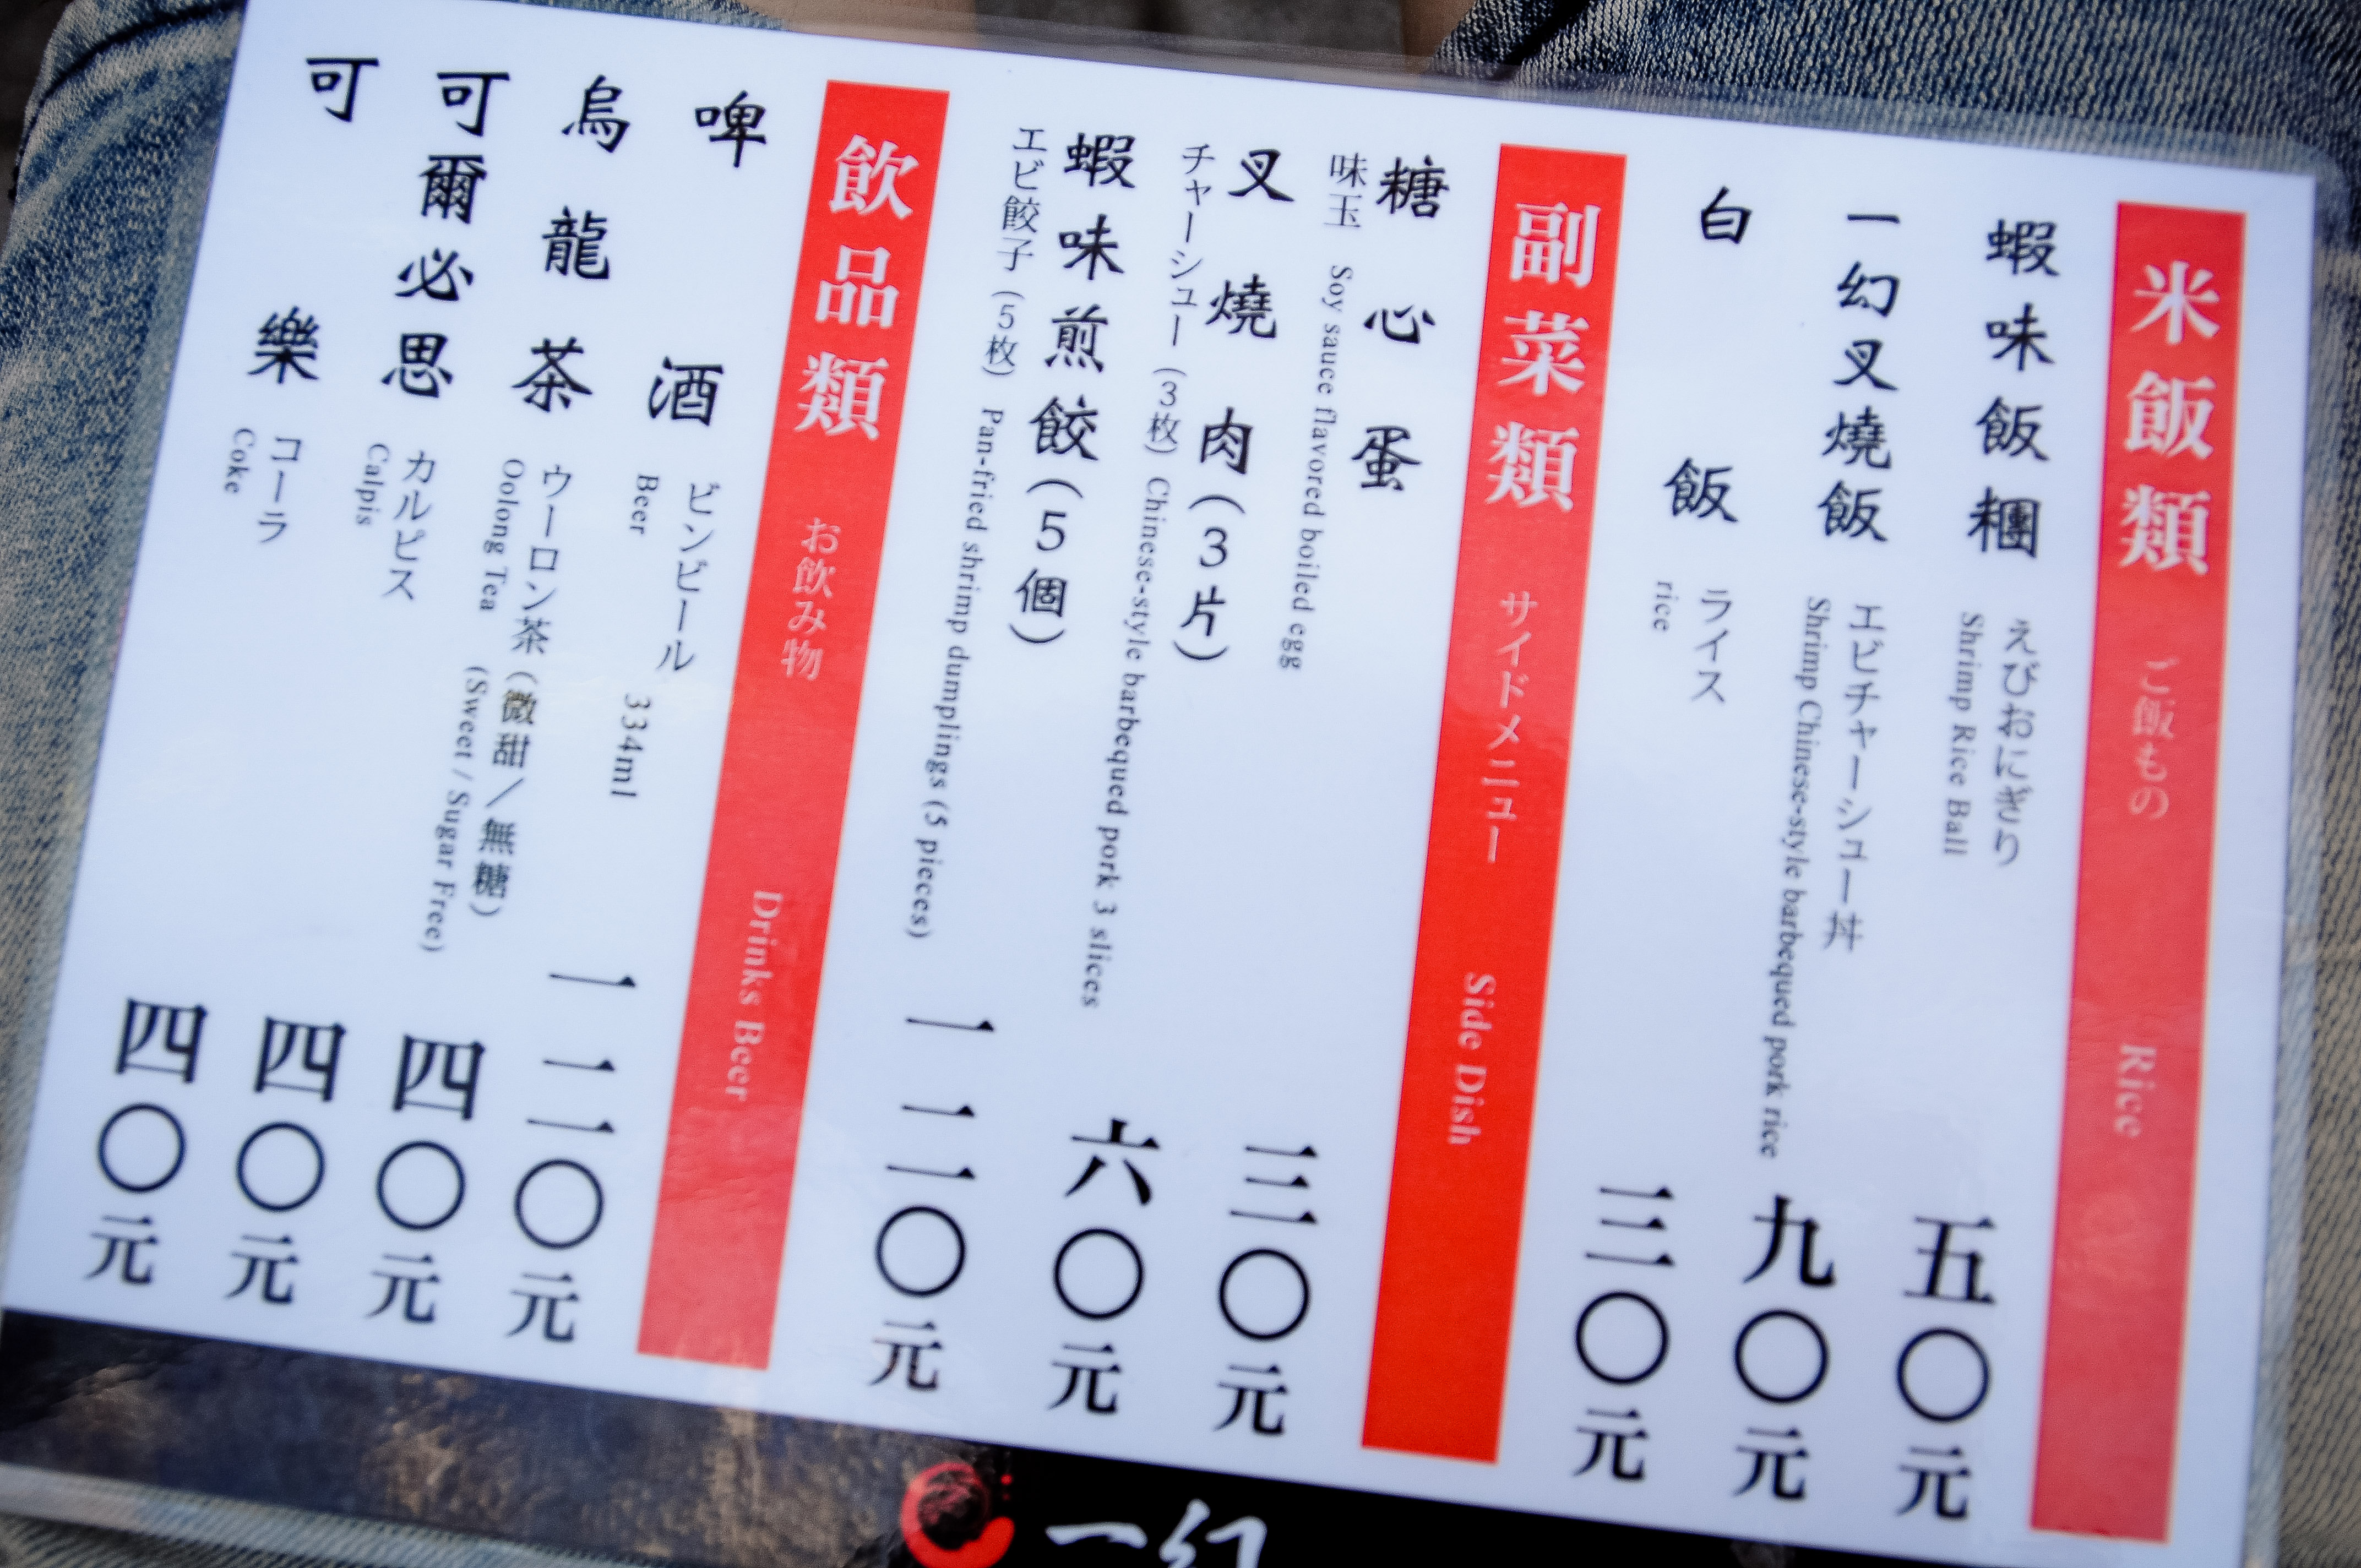 米飯類 ご飯もの Rice
蝦味飯糰 えびおにぎり 五〇元
Shrimp Rice Ball
一幻叉燒飯 エビチャーシュー丼 九〇元
Shrimp Chinese-style barbequed pork rice
白飯 ライス 三〇元
rice
副菜類 サイドメニュー Side Dish
糖心蛋 三〇元
味玉 Soy sauce flavored boiled egg
叉燒肉(3片) 六〇元
チャーシュー(3枚) Chinese-style barbequed pork 3 slices
蝦味煎餃(5個) 一二〇元
エビ餃子(5枚) Pan-fried shrimp dumplings (5 pieces)
飲品類 お飲み物 Drinks Beer
啤酒 ビンビール 一二〇元
Beer 334ml
烏龍茶 ウーロン茶(微甜/無糖) 四〇元
Oolong Tea (Sweet / Sugar Free)
可爾必思 カルピス 四〇元
Calpis
可樂 コーラ 四〇元
Coke
一幻